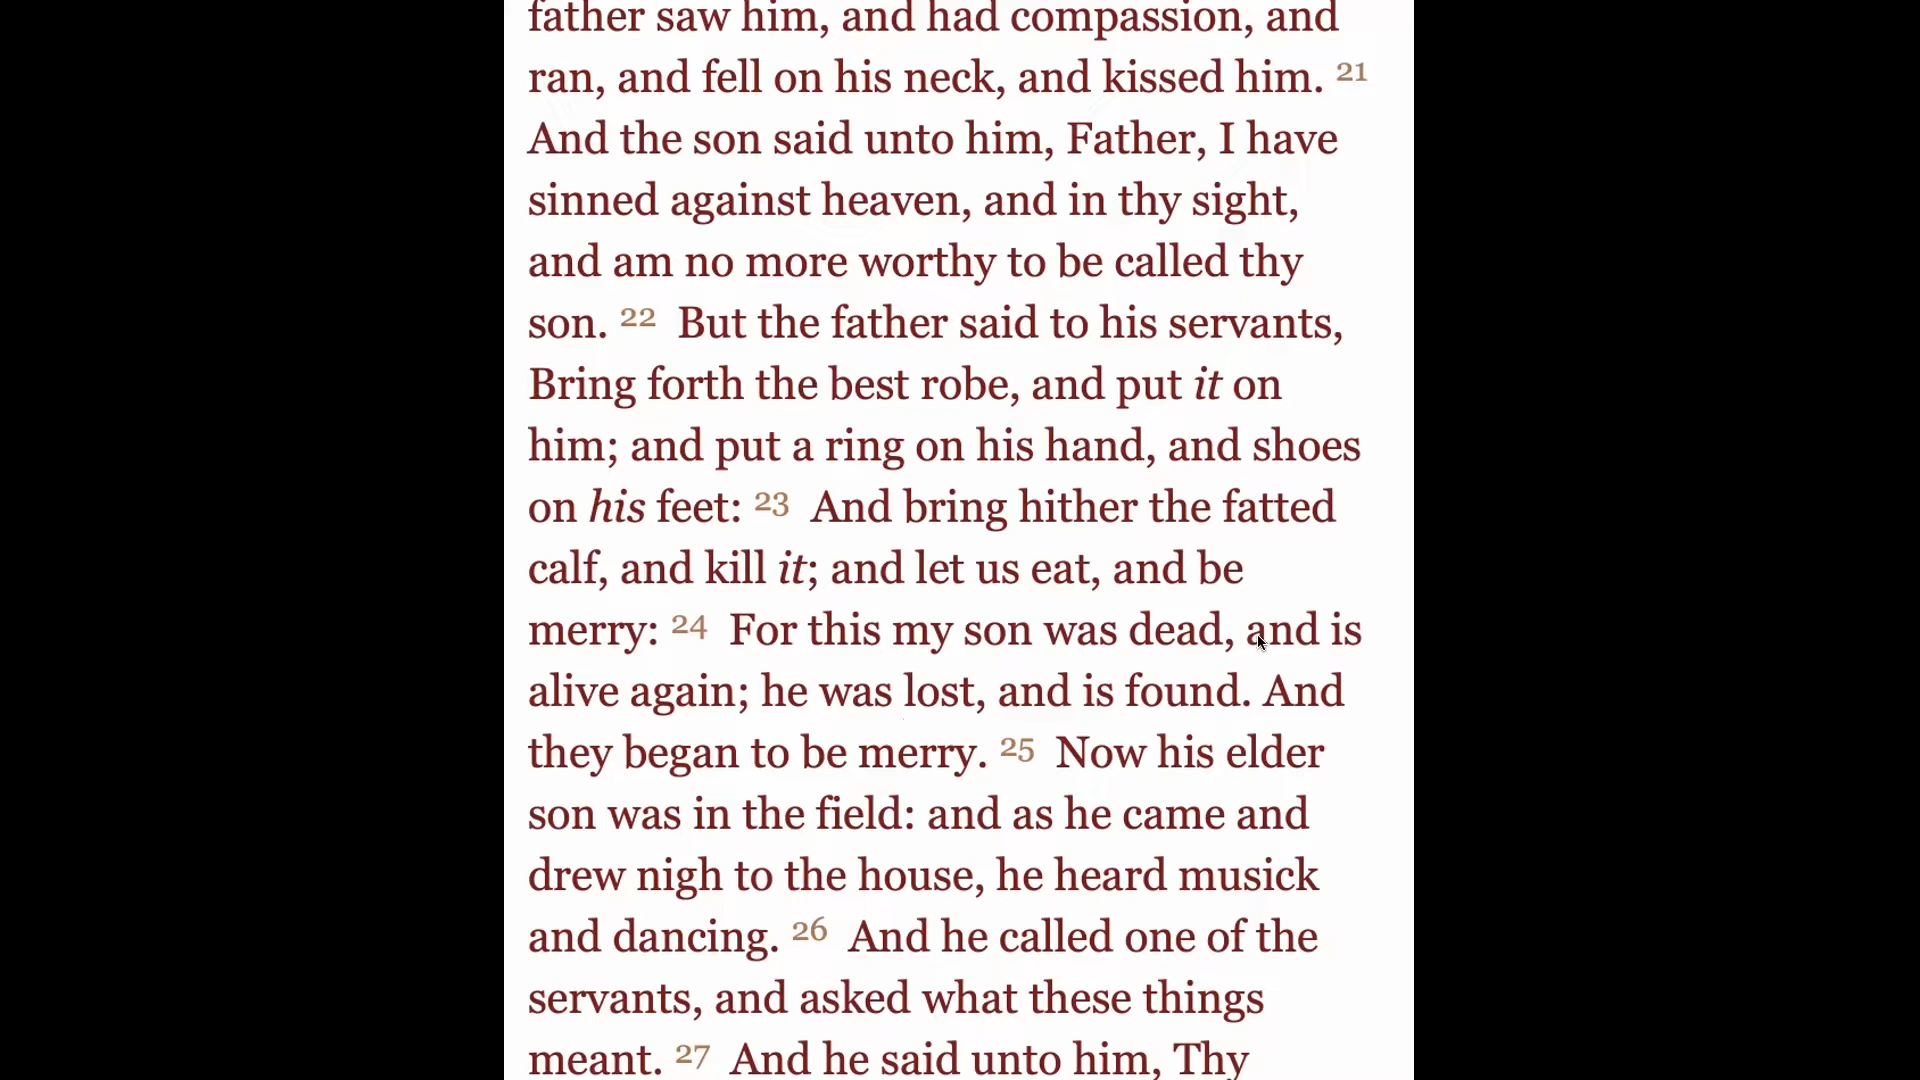 father saw him, and had compassion, and
ran, and fell on his neck, and kissed him. 21
And the son said unto him, Father, I have
sinned against heaven, and in thy sight,
and am no more worthy to be called thy
son. 22 But the father said to his servants,
Bring forth the best robe, and put it on
him; and put a ring on his hand, and shoes
on his feet: 23 And bring hither the fatted
calf, and kill it; and let us eat, and be
merry: 24 For this my son was dead, and is
alive again; he was lost, and is found. And
they began to be merry. 25 Now his elder
son was in the field: and as he came and
drew nigh to the house, he heard musick
and dancing. 26 And he called one of the
servants, and asked what these things
meant. 27 And he said unto him, Thy